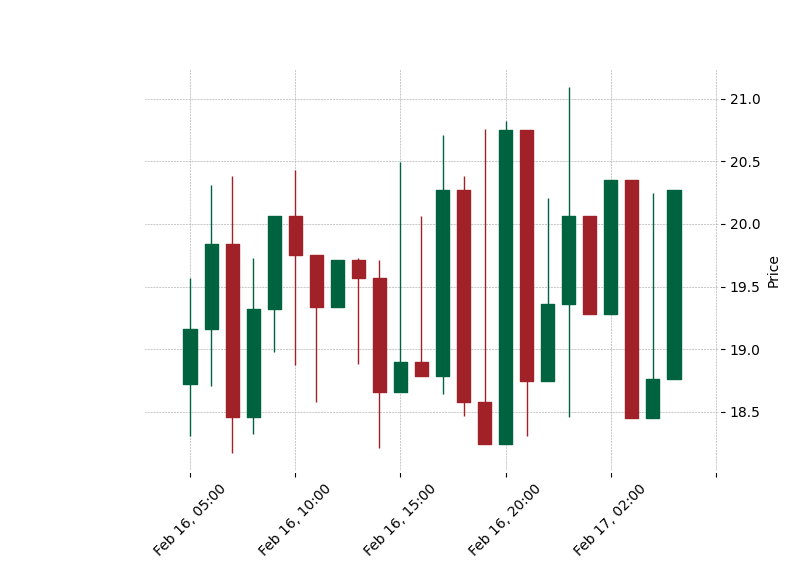 21.0
20.5
20.0
19.5
19.0
18.5
Price
Feb 16, 05:00
Feb 16, 10:00
Feb 16, 15:00
Feb 16, 20:00
Feb 17, 02:00